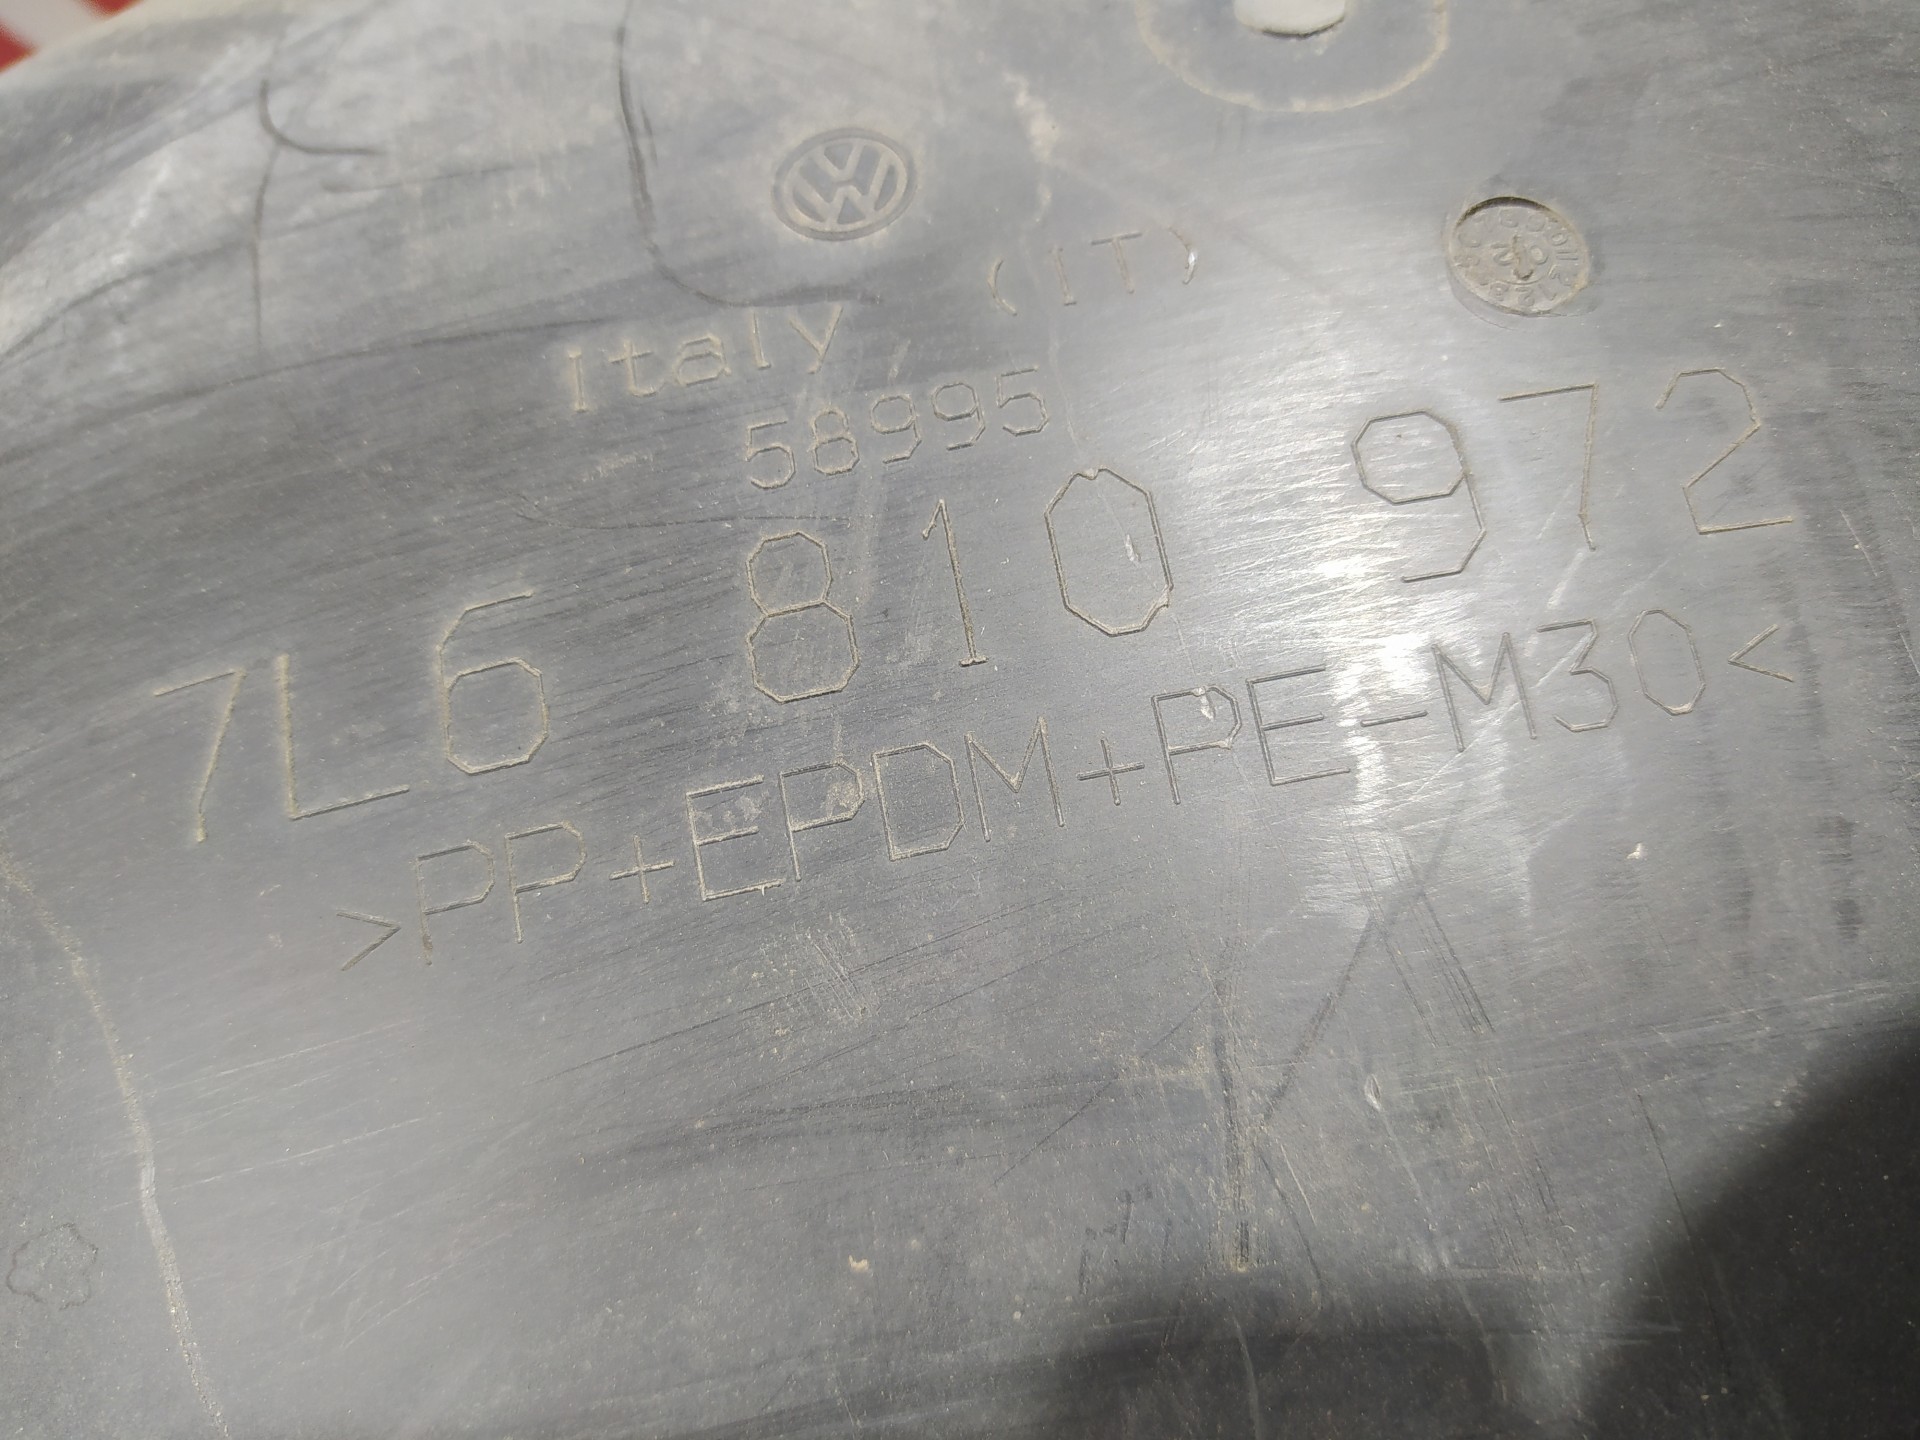 (IT)
Italy
58995
7L6 810 972
>PP+EPDM+PE-M30<